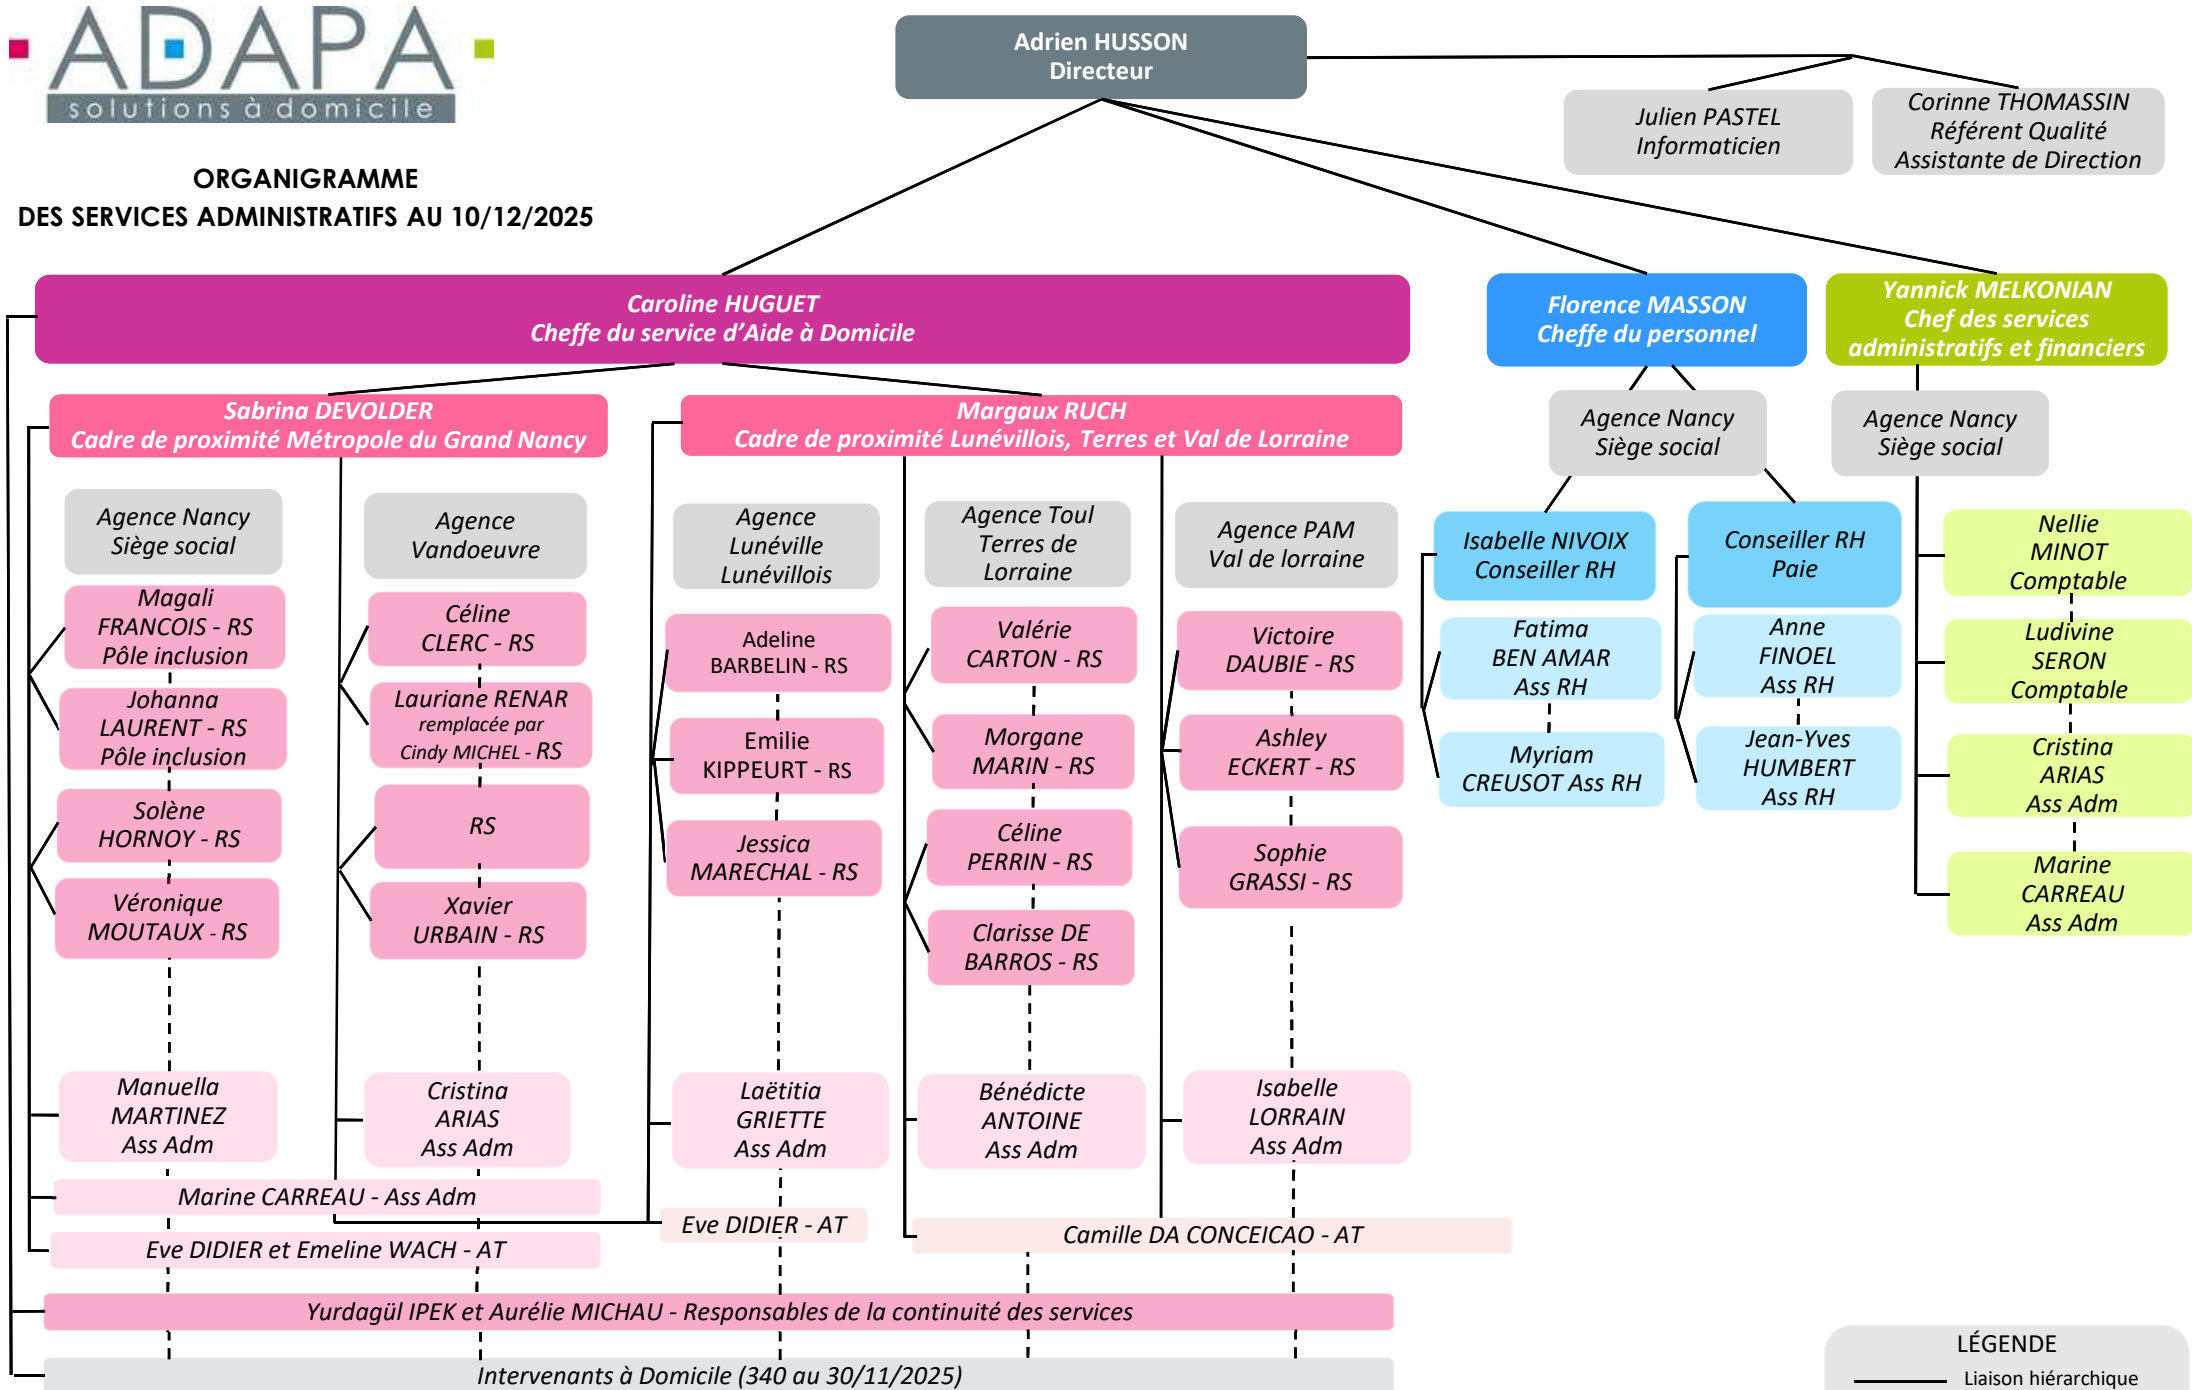 ADAPA
solutions à domicile
ORGANIGRAMME
DES SERVICES ADMINISTRATIFS AU 10/12/2025
Adrien HUSSON
Directeur
Julien PASTEL
Informaticien
Corinne THOMASSIN
Référent Qualité
Assistante de Direction
Caroline HUGUET
Cheffe du service d’Aide à Domicile
Florence MASSON
Cheffe du personnel
Yannick MELKONIAN
Chef des services
administratifs et financiers
Sabrina DEVOLDER
Cadre de proximité Métropole du Grand Nancy
Margaux RUCH
Cadre de proximité Lunévillois, Terres et Val de Lorraine
Agence Nancy
Siège social
Agence Nancy
Siège social
Agence Nancy
Siège social
Agence
Vandoeuvre
Agence
Lunéville
Lunévillois
Agence Toul
Terres de
Lorraine
Agence PAM
Val de lorraine
Isabelle NIVOIX
Conseiller RH
Conseiller RH
Paie
Nellie
MINOT
Comptable
Magali
FRANCOIS - RS
Pôle inclusion
Céline
CLERC - RS
Adeline
BARBELIN - RS
Valérie
CARTON - RS
Victoire
DAUBIE - RS
Fatima
BEN AMAR
Ass RH
Anne
FINOEL
Ass RH
Ludivine
SERON
Comptable
Johanna
LAURENT - RS
Pôle inclusion
Lauriane RENAR
remplacée par
Cindy MICHEL - RS
Emilie
KIPPEURT - RS
Morgane
MARIN - RS
Ashley
ECKERT - RS
Myriam
CREUSOT Ass RH
Jean-Yves
HUMBERT
Ass RH
Cristina
ARIAS
Ass Adm
Solène
HORNOY - RS
RS
Jessica
MARECHAL - RS
Céline
PERRIN - RS
Sophie
GRASSI - RS
Marine
CARREAU
Ass Adm
Véronique
MOUTAUX - RS
Xavier
URBAIN - RS
Clarisse DE
BARROS - RS
Manuella
MARTINEZ
Ass Adm
Cristina
ARIAS
Ass Adm
Laëtitia
GRIETTE
Ass Adm
Bénédicte
ANTOINE
Ass Adm
Isabelle
LORRAIN
Ass Adm
Marine CARREAU - Ass Adm
Eve DIDIER - AT
Camille DA CONCEICAO - AT
Eve DIDIER et Emeline WACH - AT
Yurdagül IPEK et Aurélie MICHAU - Responsables de la continuité des services
Intervenants à Domicile (340 au 30/11/2025)
LÉGENDE
Liaison hiérarchique